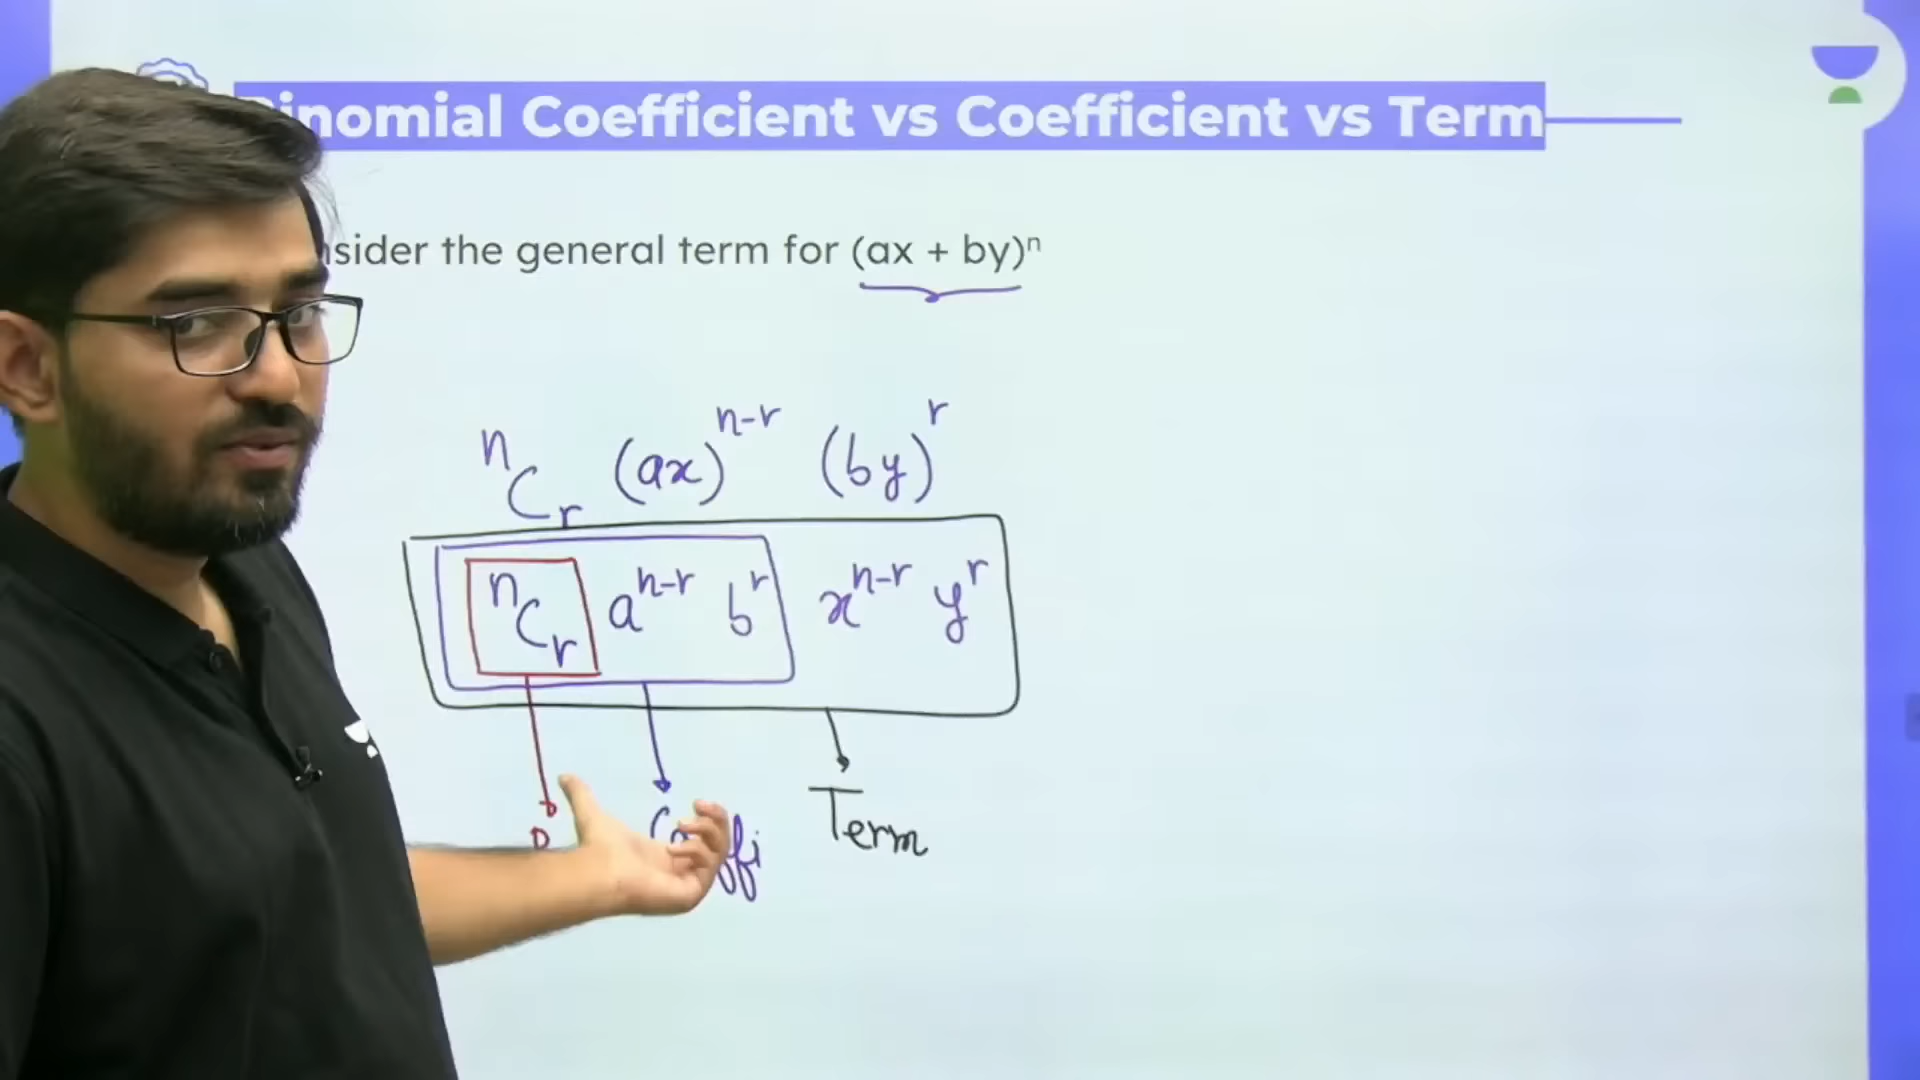 Binomial Coefficient vs Coefficient vs Term
nsider the general term for (ax + by)ⁿ
ⁿCᵣ (ax)ⁿ⁻ʳ (by)ʳ
ⁿCᵣ aⁿ⁻ʳ bʳ xⁿ⁻ʳ yʳ
Term